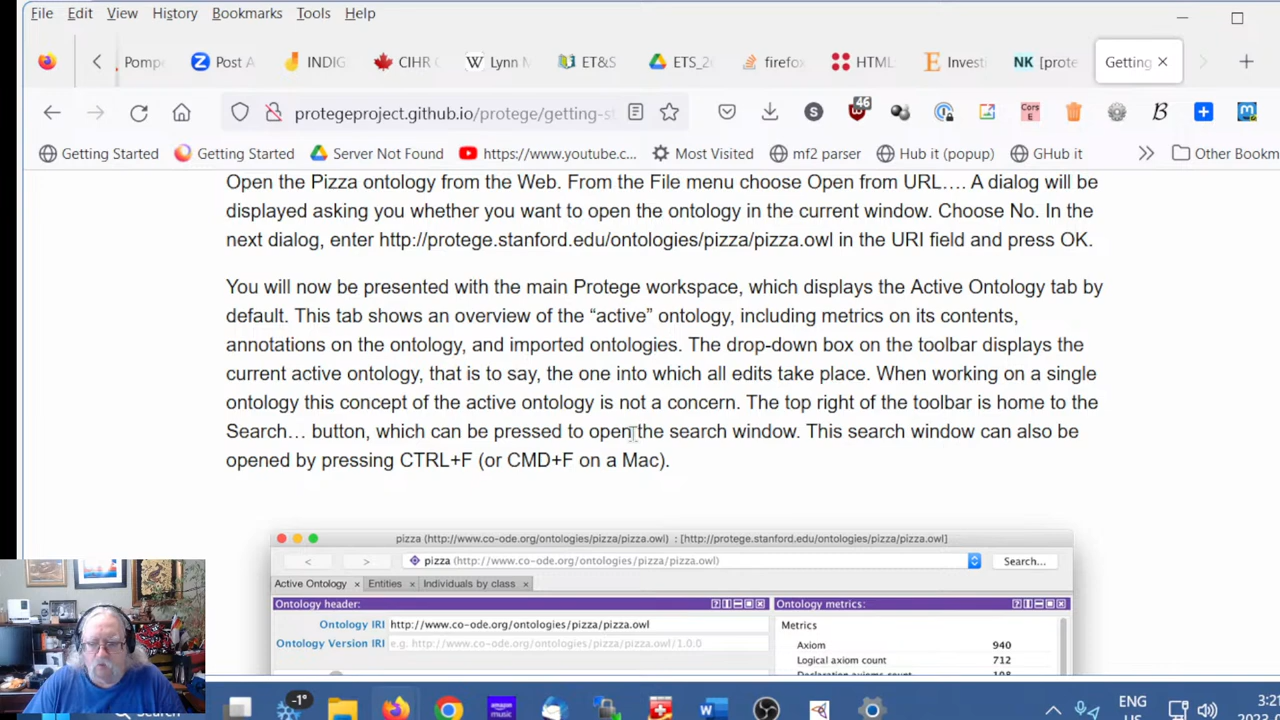 File Edit View History Bookmarks Tools Help
Pomp Post A INDIG CIHR Lynn ET&S ETS_2 firefox HTML Investi NK [prote Getting
protegeproject.github.io/protege/getting-st 46
Getting Started Getting Started Server Not Found https://www.youtube.c... Most Visited mf2 parser Hub it (popup) GHub it Other Bookm
Open the Pizza ontology from the Web. From the File menu choose Open from URL…. A dialog will be
displayed asking you whether you want to open the ontology in the current window. Choose No. In the
next dialog, enter http://protege.stanford.edu/ontologies/pizza/pizza.owl in the URI field and press OK.
You will now be presented with the main Protege workspace, which displays the Active Ontology tab by
default. This tab shows an overview of the “active” ontology, including metrics on its contents,
annotations on the ontology, and imported ontologies. The drop-down box on the toolbar displays the
current active ontology, that is to say, the one into which all edits take place. When working on a single
ontology this concept of the active ontology is not a concern. The top right of the toolbar is home to the
Search… button, which can be pressed to open the search window. This search window can also be
opened by pressing CTRL+F (or CMD+F on a Mac).
pizza (http://www.co-ode.org/ontologies/pizza/pizza.owl) : [http://protege.stanford.edu/ontologies/pizza/pizza.owl]
< > pizza (http://www.co-ode.org/ontologies/pizza/pizza.owl) Search...
Active Ontology × Entities × Individuals by class ×
Ontology header: Ontology metrics:
Ontology IRI http://www.co-ode.org/ontologies/pizza/pizza.owl Metrics
Ontology Version IRI e.g. http://www.co-ode.org/ontologies/pizza/pizza.owl/1.0.0 Axiom 940
Logical axiom count 712
Declaration axioms count 108
Search -1° amazon music ENG 3:21